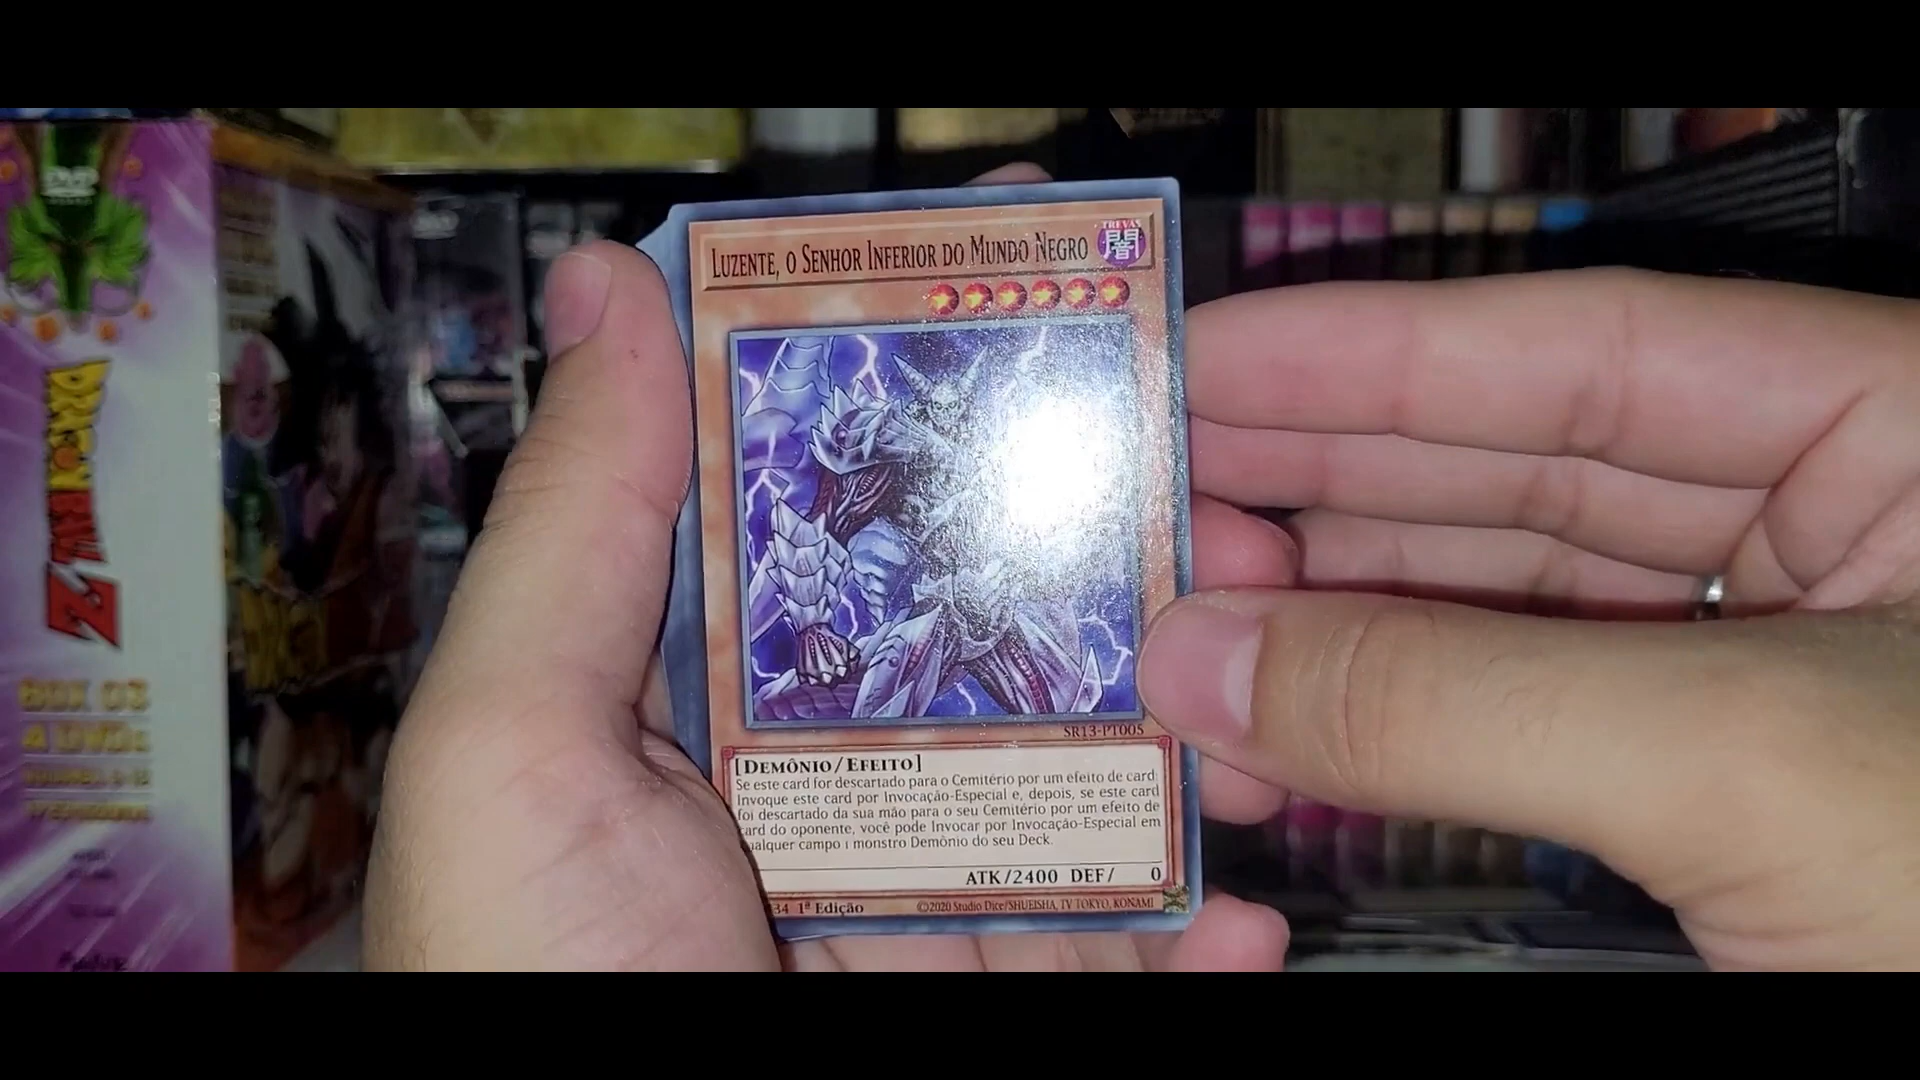 LUZENTE, O SENHOR INFERIOR DO MUNDO NEGRO
TREVAS
闇
SR13-PT005
[DEMÔNIO/EFEITO]
Se este card for descartado para o Cemitério por um efeito de card:
Invoque este card por Invocação-Especial e, depois, se este card
foi descartado da sua mão para o seu Cemitério por um efeito de
card do oponente, você pode Invocar por Invocação-Especial em
qualquer campo 1 monstro Demônio do seu Deck.
ATK/2400 DEF/ 0
34 1ª Edição
©2020 Studio Dice/SHUEISHA, TV TOKYO, KONAMI
DVD
DRAGON BALL Z
BOX 03
4 DVDs